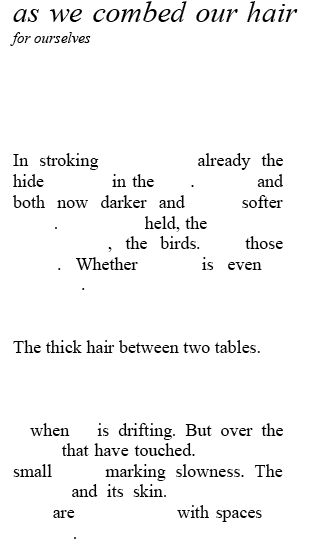 as we combed our hair
for ourselves
In stroking already the
hide in the . and
both now darker and softer
. held, the
, the birds. those
. Whether is even
.
The thick hair between two tables.
when is drifting. But over the
that have touched.
small marking slowness. The
and its skin.
are with spaces
.